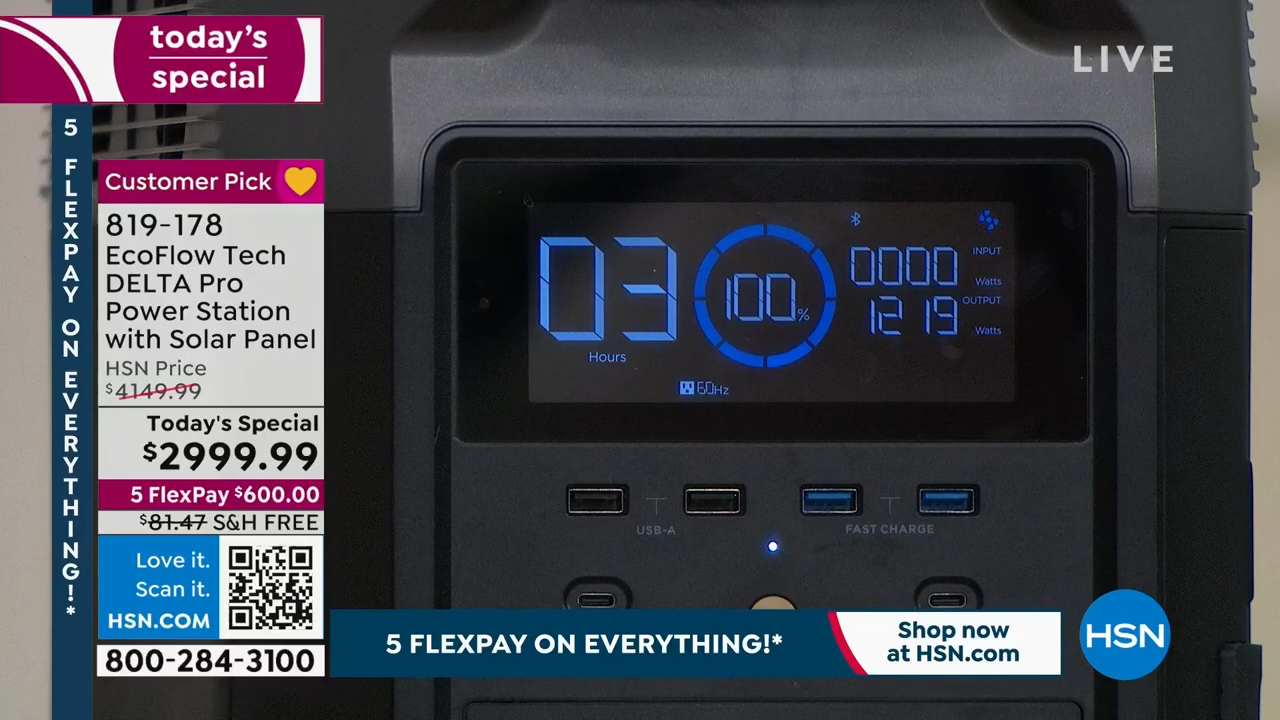 today's
special
LIVE
5 FLEXPAY ON EVERYTHING!*
Customer Pick
819-178
EcoFlow Tech
DELTA Pro
Power Station
with Solar Panel
HSN Price
$4149.99
Today's Special
$2999.99
5 FlexPay $600.00
$81.47 S&H FREE
Love it.
Scan it.
HSN.COM
800-284-3100
03
Hours
100%
0000
INPUT
Watts
1219
OUTPUT
Watts
60Hz
USB-A
FAST CHARGE
5 FLEXPAY ON EVERYTHING!*
Shop now
at HSN.com
HSN